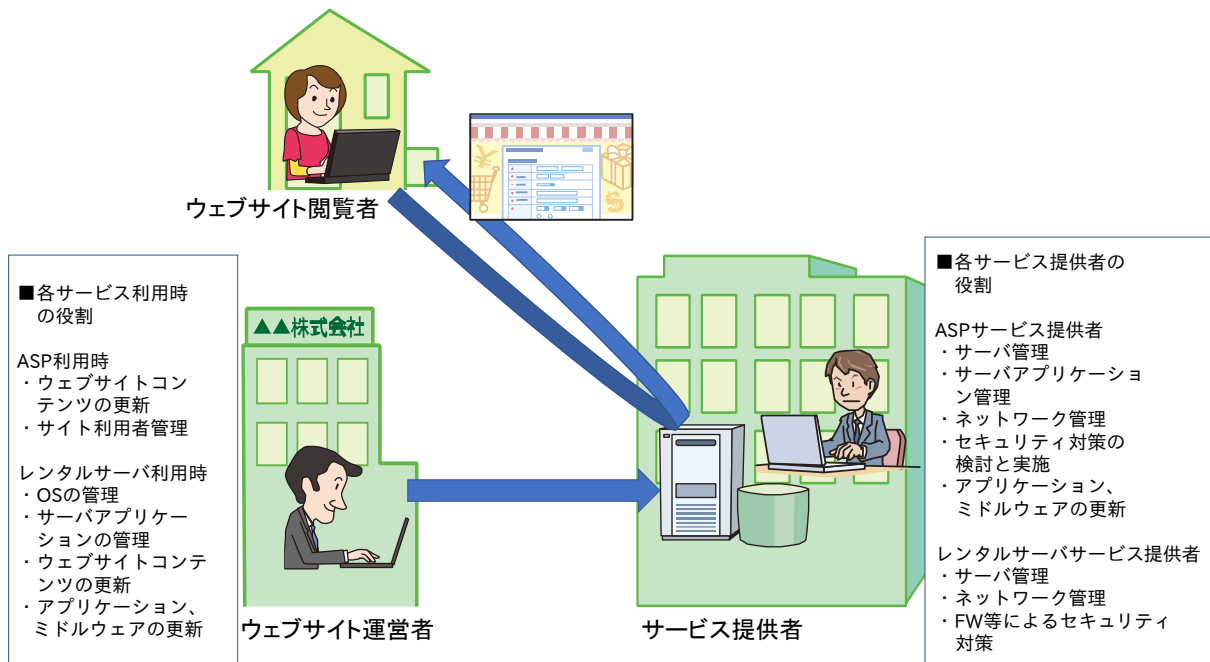 ウェブサイト閲覧者
■各サービス利用時
の役割
ASP利用時
・ウェブサイトコン
テンツの更新
・サイト利用者管理
レンタルサーバ利用時
・OSの管理
・サーバアプリケー
ションの管理
・ウェブサイトコンテ
ンツの更新
・アプリケーション、
ミドルウェアの更新
▲▲株式会社
ウェブサイト運営者
サービス提供者
■各サービス提供者の
役割
ASPサービス提供者
・サーバ管理
・サーバアプリケーショ
ン管理
・ネットワーク管理
・セキュリティ対策の
検討と実施
・アプリケーション、
ミドルウェアの更新
レンタルサーバサービス提供者
・サーバ管理
・ネットワーク管理
・FW等によるセキュリティ
対策